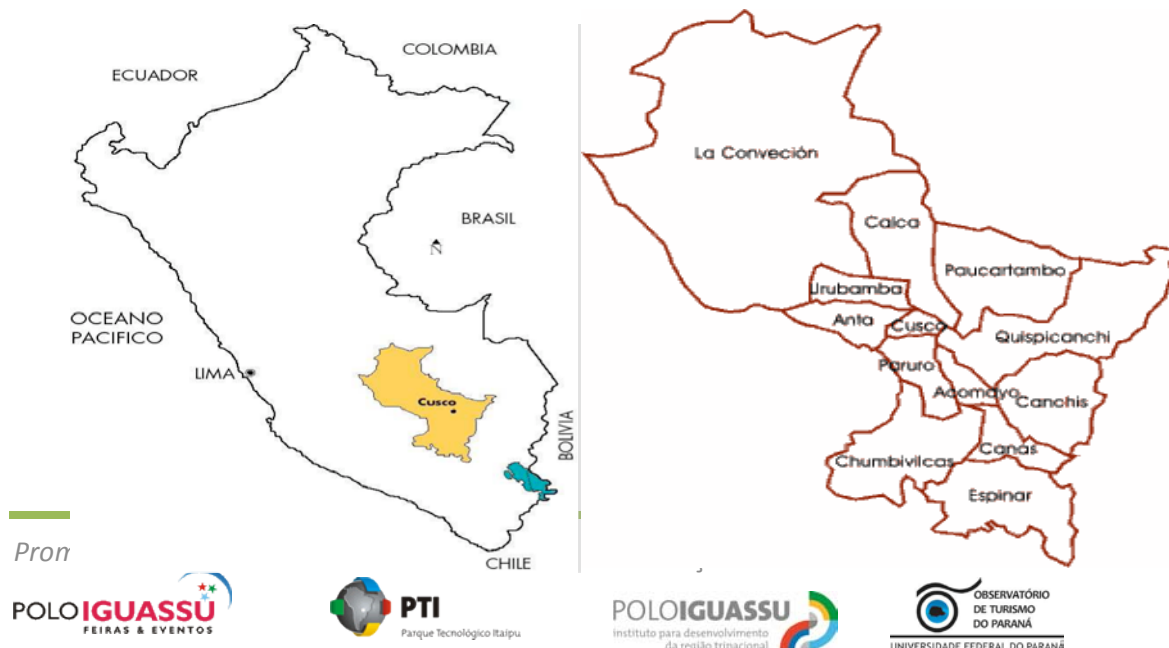 COLOMBIA
ECUADOR
BRASIL
N
OCEANO
PACIFICO
LIMA
Cusco
BOLIVIA
CHILE
La Conveción
Calca
Paucartambo
Urubamba
Anta
Cusco
Quispicanchi
Paruro
Acomayo
Canchis
Canas
Chumbivilcas
Espinar
POLOIGUASSU
FEIRAS & EVENTOS
PTI
Parque Tecnológico Itaipu
POLOIGUASSU
instituto para desenvolvimento
da região trinacional
OBSERVATÓRIO
DE TURISMO
DO PARANÁ
UNIVERSIDADE FEDERAL DO PARANÁ